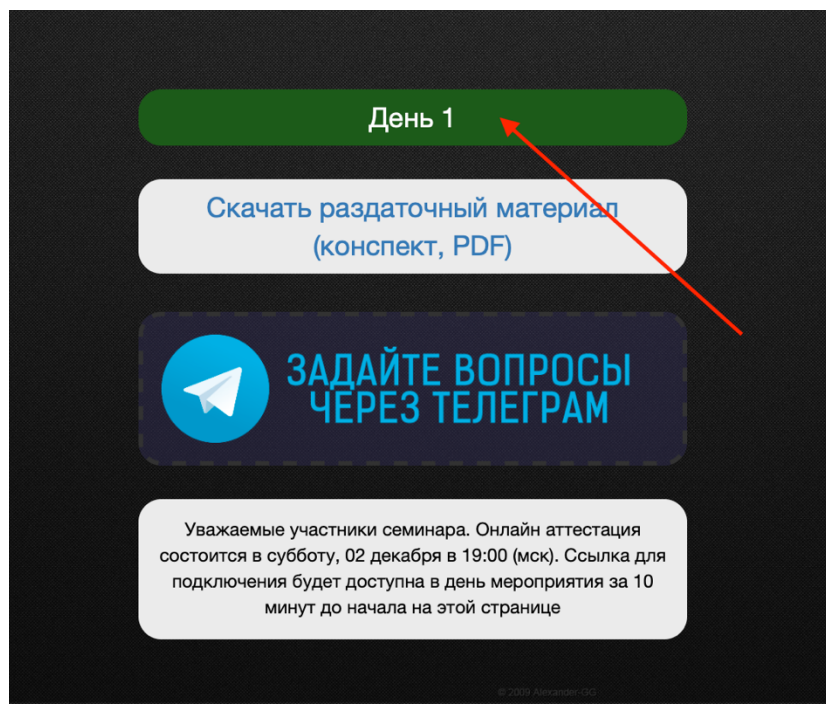 День 1
Скачать раздаточный материал
(конспект, PDF)
ЗАДАЙТЕ ВОПРОСЫ
ЧЕРЕЗ ТЕЛЕГРАМ
Уважаемые участники семинара. Онлайн аттестация
состоится в субботу, 02 декабря в 19:00 (мск). Ссылка для
подключения будет доступна в день мероприятия за 10
минут до начала на этой странице
© 2009 Alexander-GG